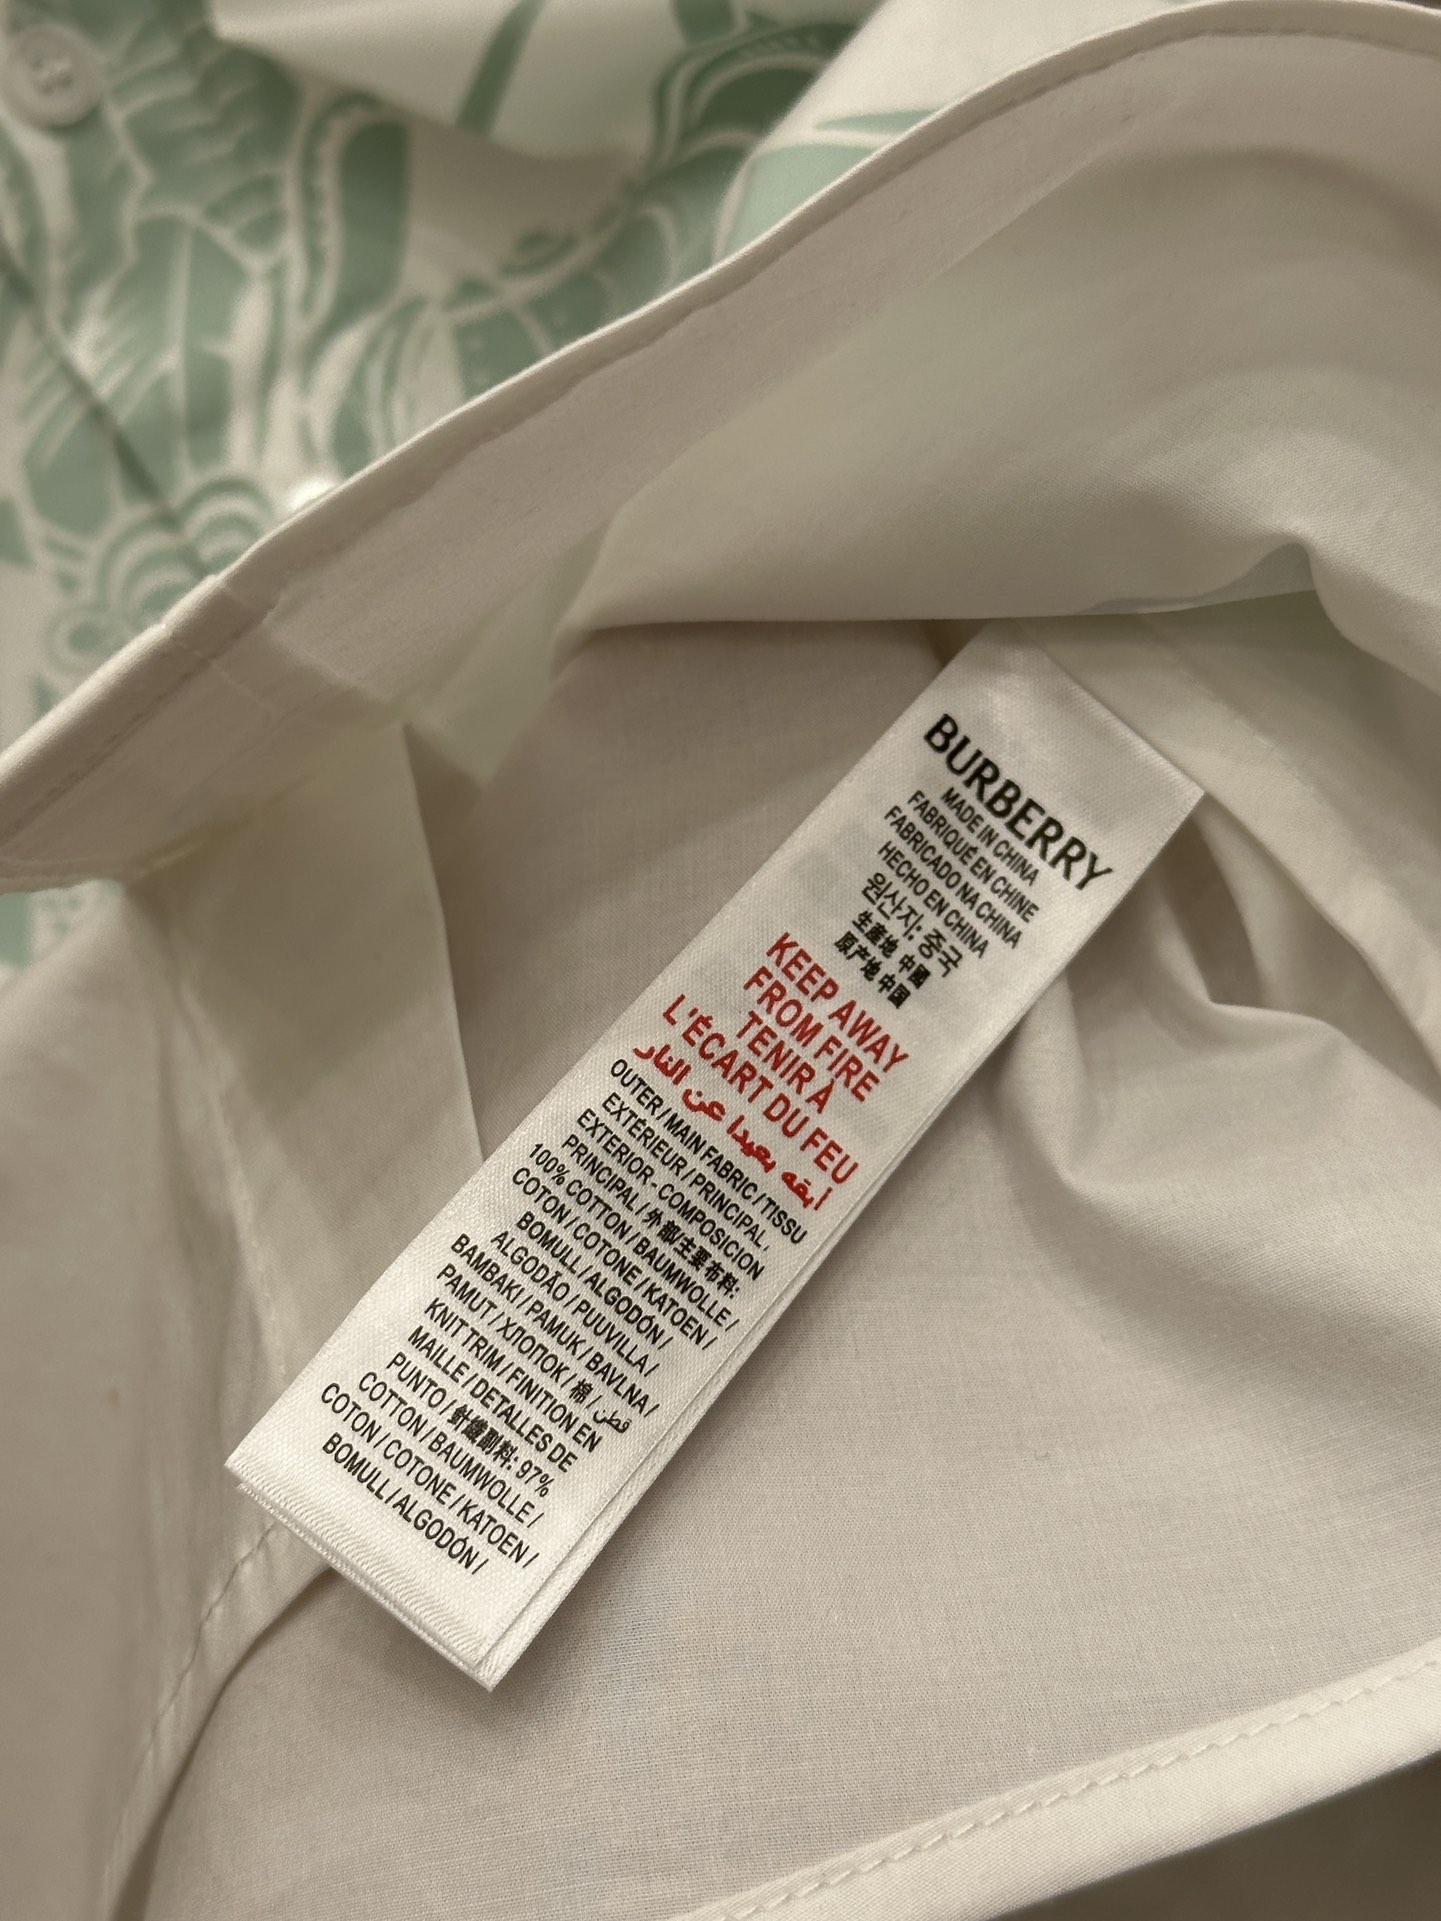 BURBERRY
MADE IN CHINA
FABRIQUÉ EN CHINE
FABRICADO NA CHINA
HECHO EN CHINA
원산지: 중국
生產地 中國
原产地 中国
KEEP AWAY
FROM FIRE
TENIR À
L'ÉCART DU FEU
أبقه بعيدا عن النار
OUTER / MAIN FABRIC / TISSU
EXTÉRIEUR / PRINCIPAL,
EXTERIOR - COMPOSICION
PRINCIPAL / 外部/主要布料:
100% COTTON / BAUMWOLLE /
COTON / COTONE / KATOEN /
BOMULL / ALGODÓN /
ALGODÃO / PUUVILLA /
BAMBAKI / PAMUK / BAVLNA /
PAMUT / ХЛОПОК / 棉 / قطن
KNIT TRIM / FINITION EN
MAILLE / DETALLES DE
PUNTO / 針織副料: 97%
COTTON / BAUMWOLLE /
COTON / COTONE / KATOEN /
BOMULL / ALGODÓN /